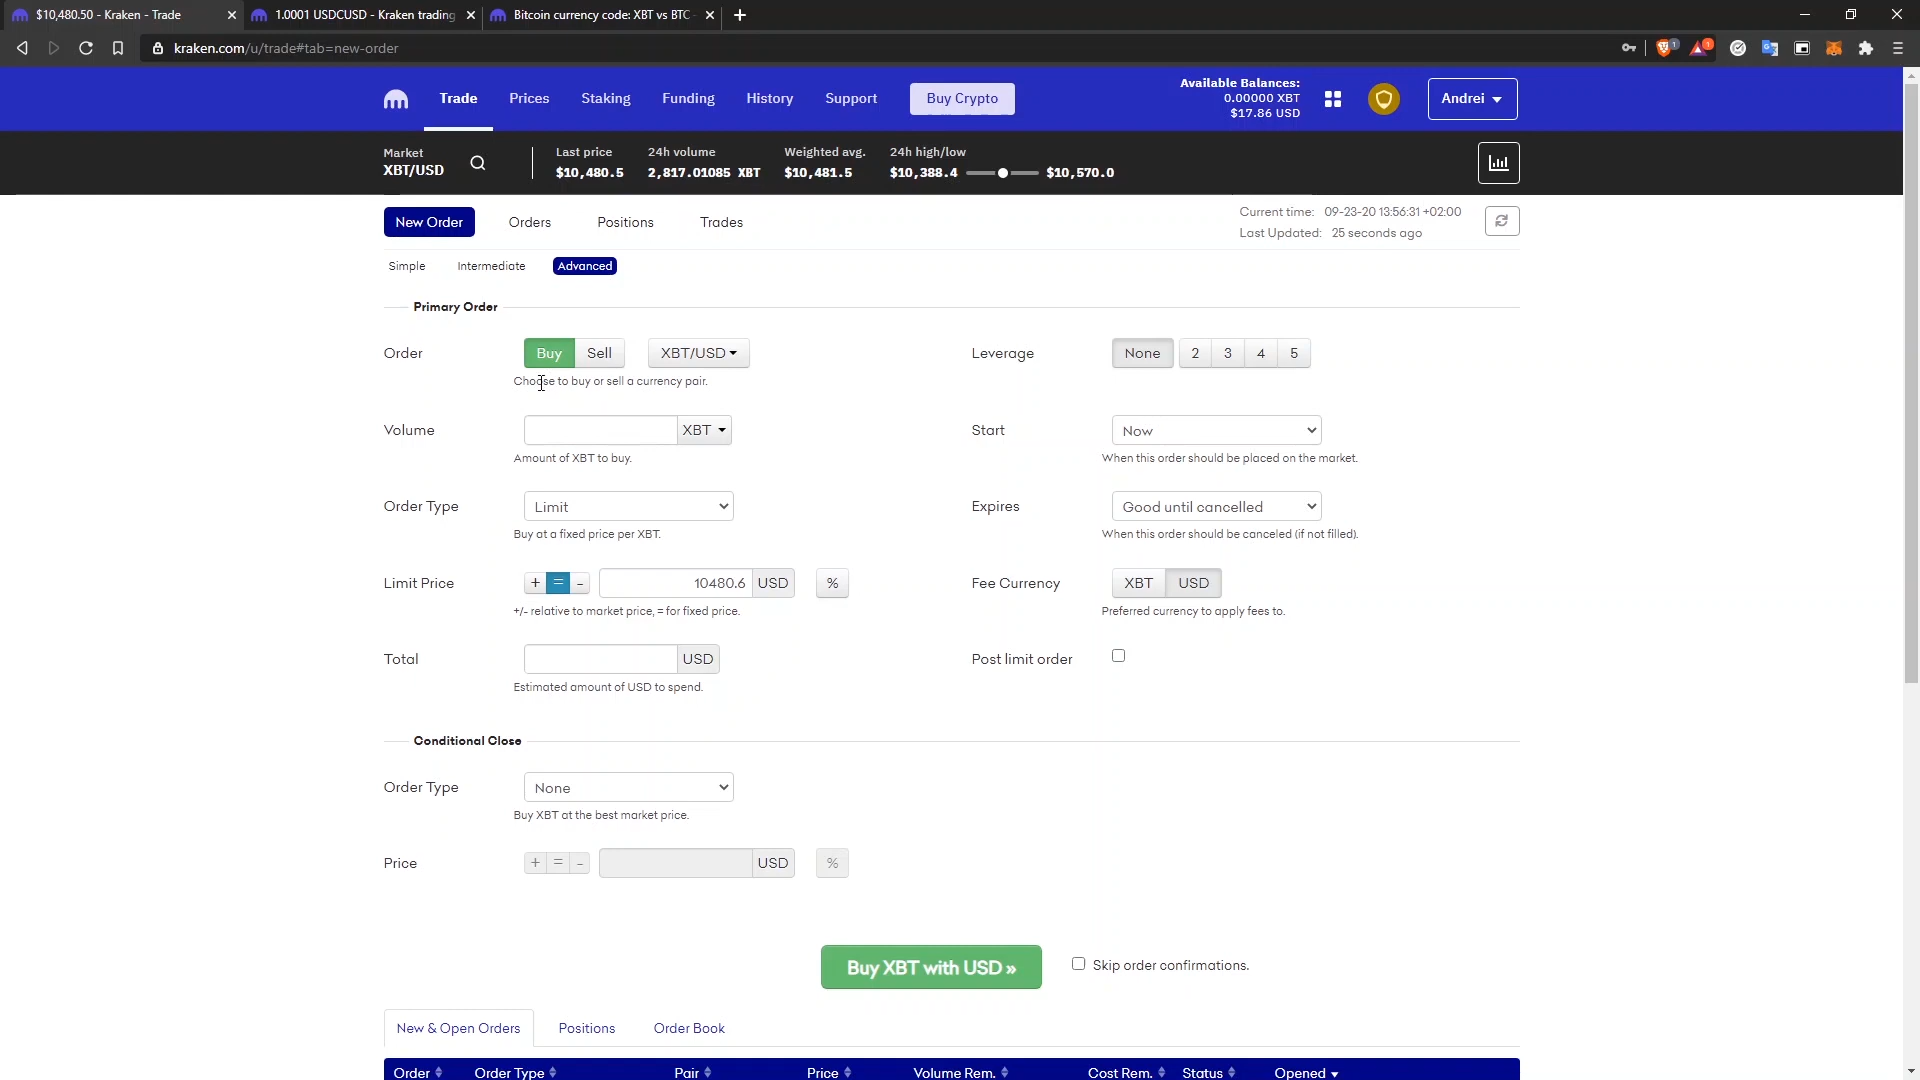 $10,480.50 - Kraken - Trade
1.0001 USDCUSD - Kraken trading
Bitcoin currency code: XBT vs BTC -
kraken.com/u/trade#tab=new-order
1
1
Trade
Prices
Staking
Funding
History
Support
Buy Crypto
Available Balances:
0.00000 XBT
$17.86 USD
Andrei
Market
XBT/USD
Last price
$10,480.5
24h volume
2,817.01085 XBT
Weighted avg.
$10,481.5
24h high/low
$10,388.4
$10,570.0
New Order
Orders
Positions
Trades
Current time: 09-23-20 13:56:31 +02:00
Last Updated: 25 seconds ago
Simple
Intermediate
Advanced
Primary Order
Order
Buy
Sell
XBT/USD
Choose to buy or sell a currency pair.
Leverage
None
2
3
4
5
Volume
XBT
Amount of XBT to buy.
Start
Now
When this order should be placed on the market.
Order Type
Limit
Buy at a fixed price per XBT.
Expires
Good until cancelled
When this order should be canceled (if not filled).
Limit Price
+
=
-
10480.6
USD
%
+/- relative to market price, = for fixed price.
Fee Currency
XBT
USD
Preferred currency to apply fees to.
Total
USD
Estimated amount of USD to spend.
Post limit order
Conditional Close
Order Type
None
Buy XBT at the best market price.
Price
+
=
-
USD
%
Buy XBT with USD »
Skip order confirmations.
New & Open Orders
Positions
Order Book
Order
Order Type
Pair
Price
Volume Rem.
Cost Rem.
Status
Opened